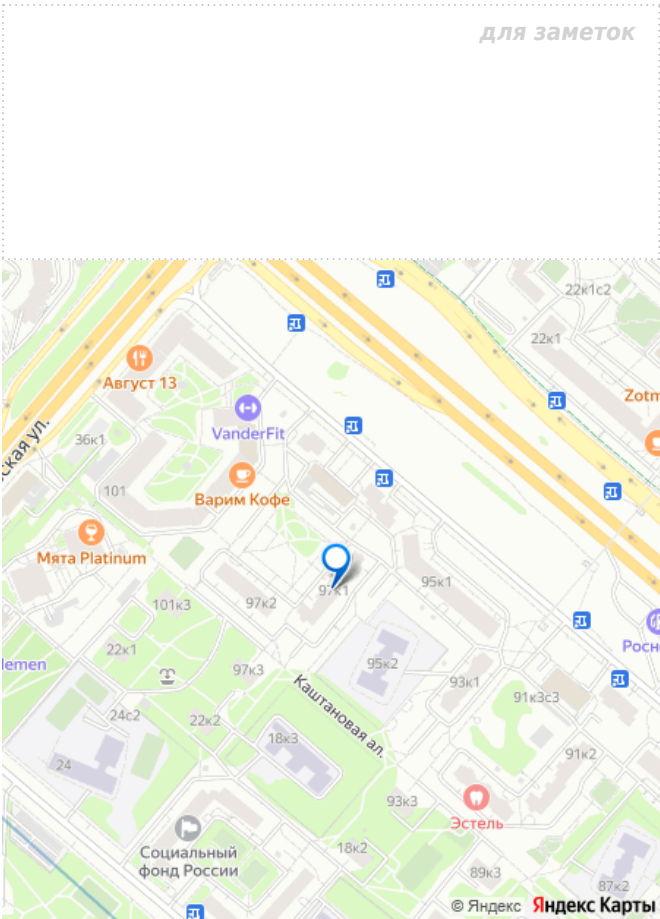 для заметок
22к1с2
22к1
Август 13
Zotm
VanderFit
ская ул.
36к1
101
Варим Кофе
Мята Platinum
95к1
97к1
101к3
97к2
Росн
22к1
lemen
97к3
95к2
93к1
91к3с3
Каштановая ал.
24с2
22к2
18к3
91к2
24
93к3
Эстель
Социальный
фонд России
18к2
89к3
87к2
© Яндекс Яндекс Карты